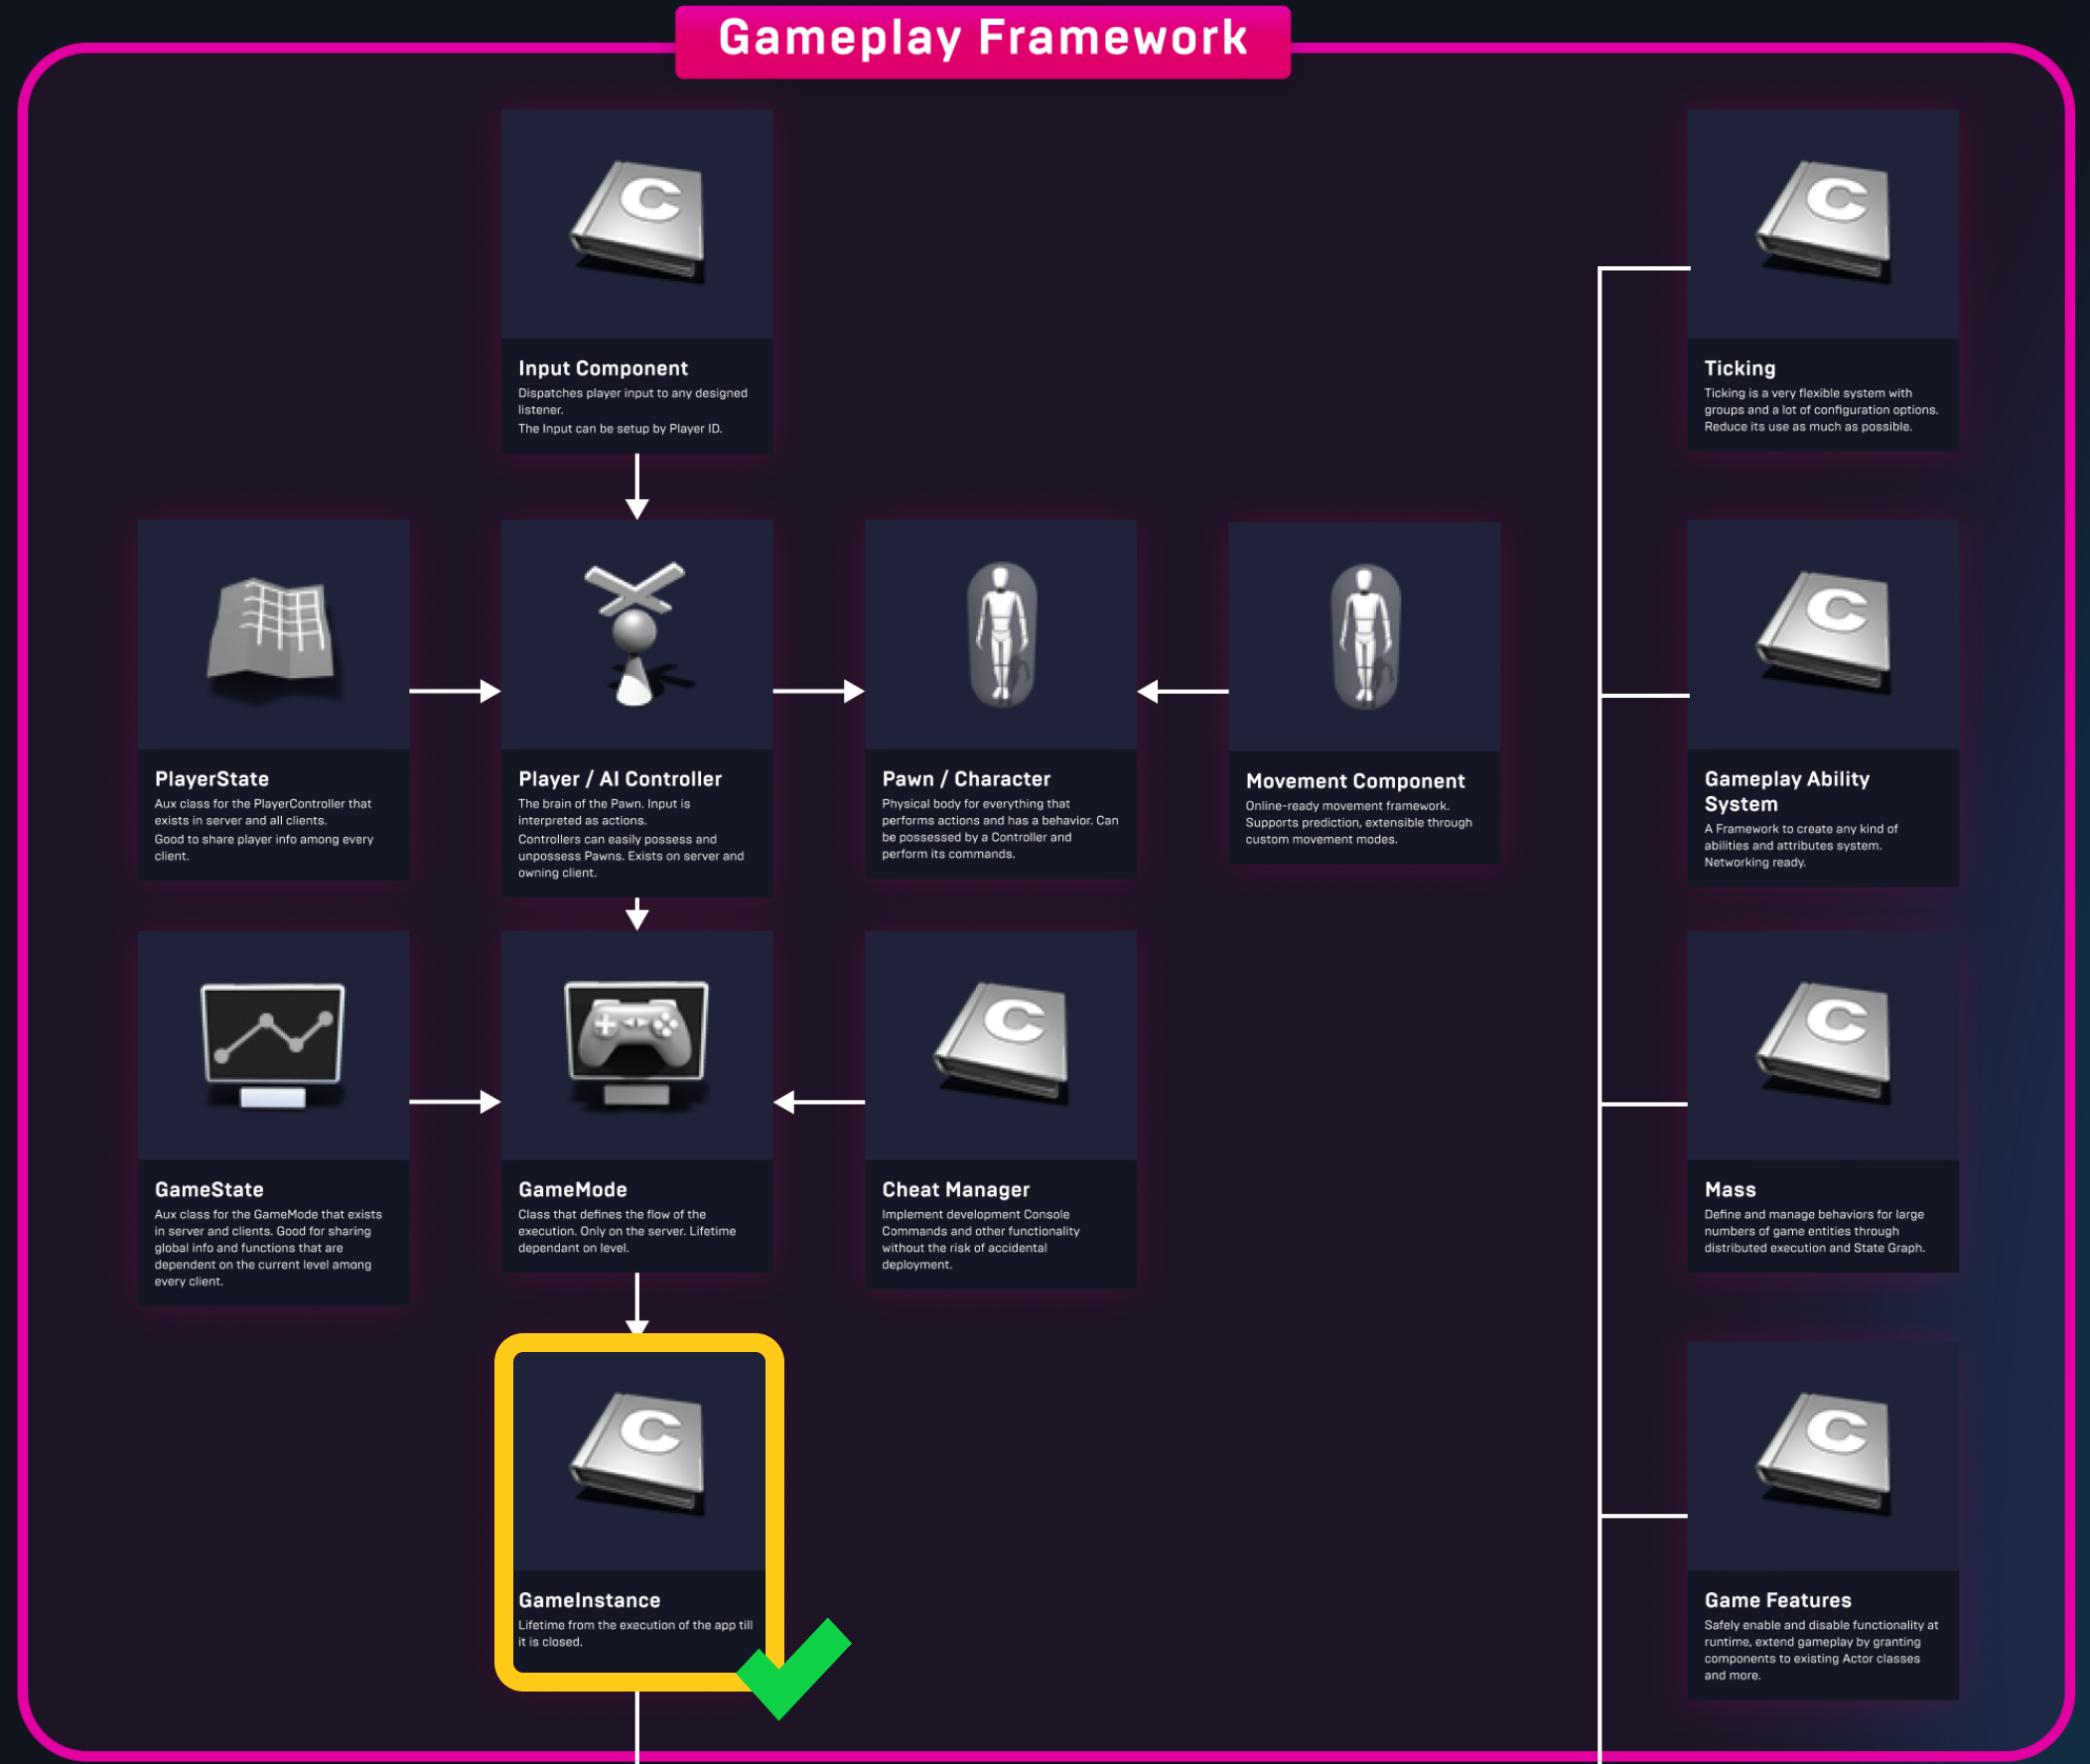 Gameplay Framework
C
Input Component
Dispatches player input to any designed
listener.
The Input can be setup by Player ID.
C
Ticking
Ticking is a very flexible system with
groups and a lot of configuration options.
Reduce its use as much as possible.
PlayerState
Aux class for the PlayerController that
exists in server and all clients.
Good to share player info among every
client.
Player / AI Controller
The brain of the Pawn. Input is
interpreted as actions.
Controllers can easily possess and
unpossess Pawns. Exists on server and
owning client.
Pawn / Character
Physical body for everything that
performs actions and has a behavior. Can
be possessed by a Controller and
perform its commands.
Movement Component
Online-ready movement framework.
Supports prediction, extensible through
custom movement modes.
C
Gameplay Ability
System
A Framework to create any kind of
abilities and attributes system.
Networking ready.
GameState
Aux class for the GameMode that exists
in server and clients. Good for sharing
global info and functions that are
dependent on the current level among
every client.
GameMode
Class that defines the flow of the
execution. Only on the server. Lifetime
dependant on level.
C
Cheat Manager
Implement development Console
Commands and other functionality
without the risk of accidental
deployment.
C
Mass
Define and manage behaviors for large
numbers of game entities through
distributed execution and State Graph.
C
GameInstance
Lifetime from the execution of the app till
it is closed.
C
Game Features
Safely enable and disable functionality at
runtime, extend gameplay by granting
components to existing Actor classes
and more.